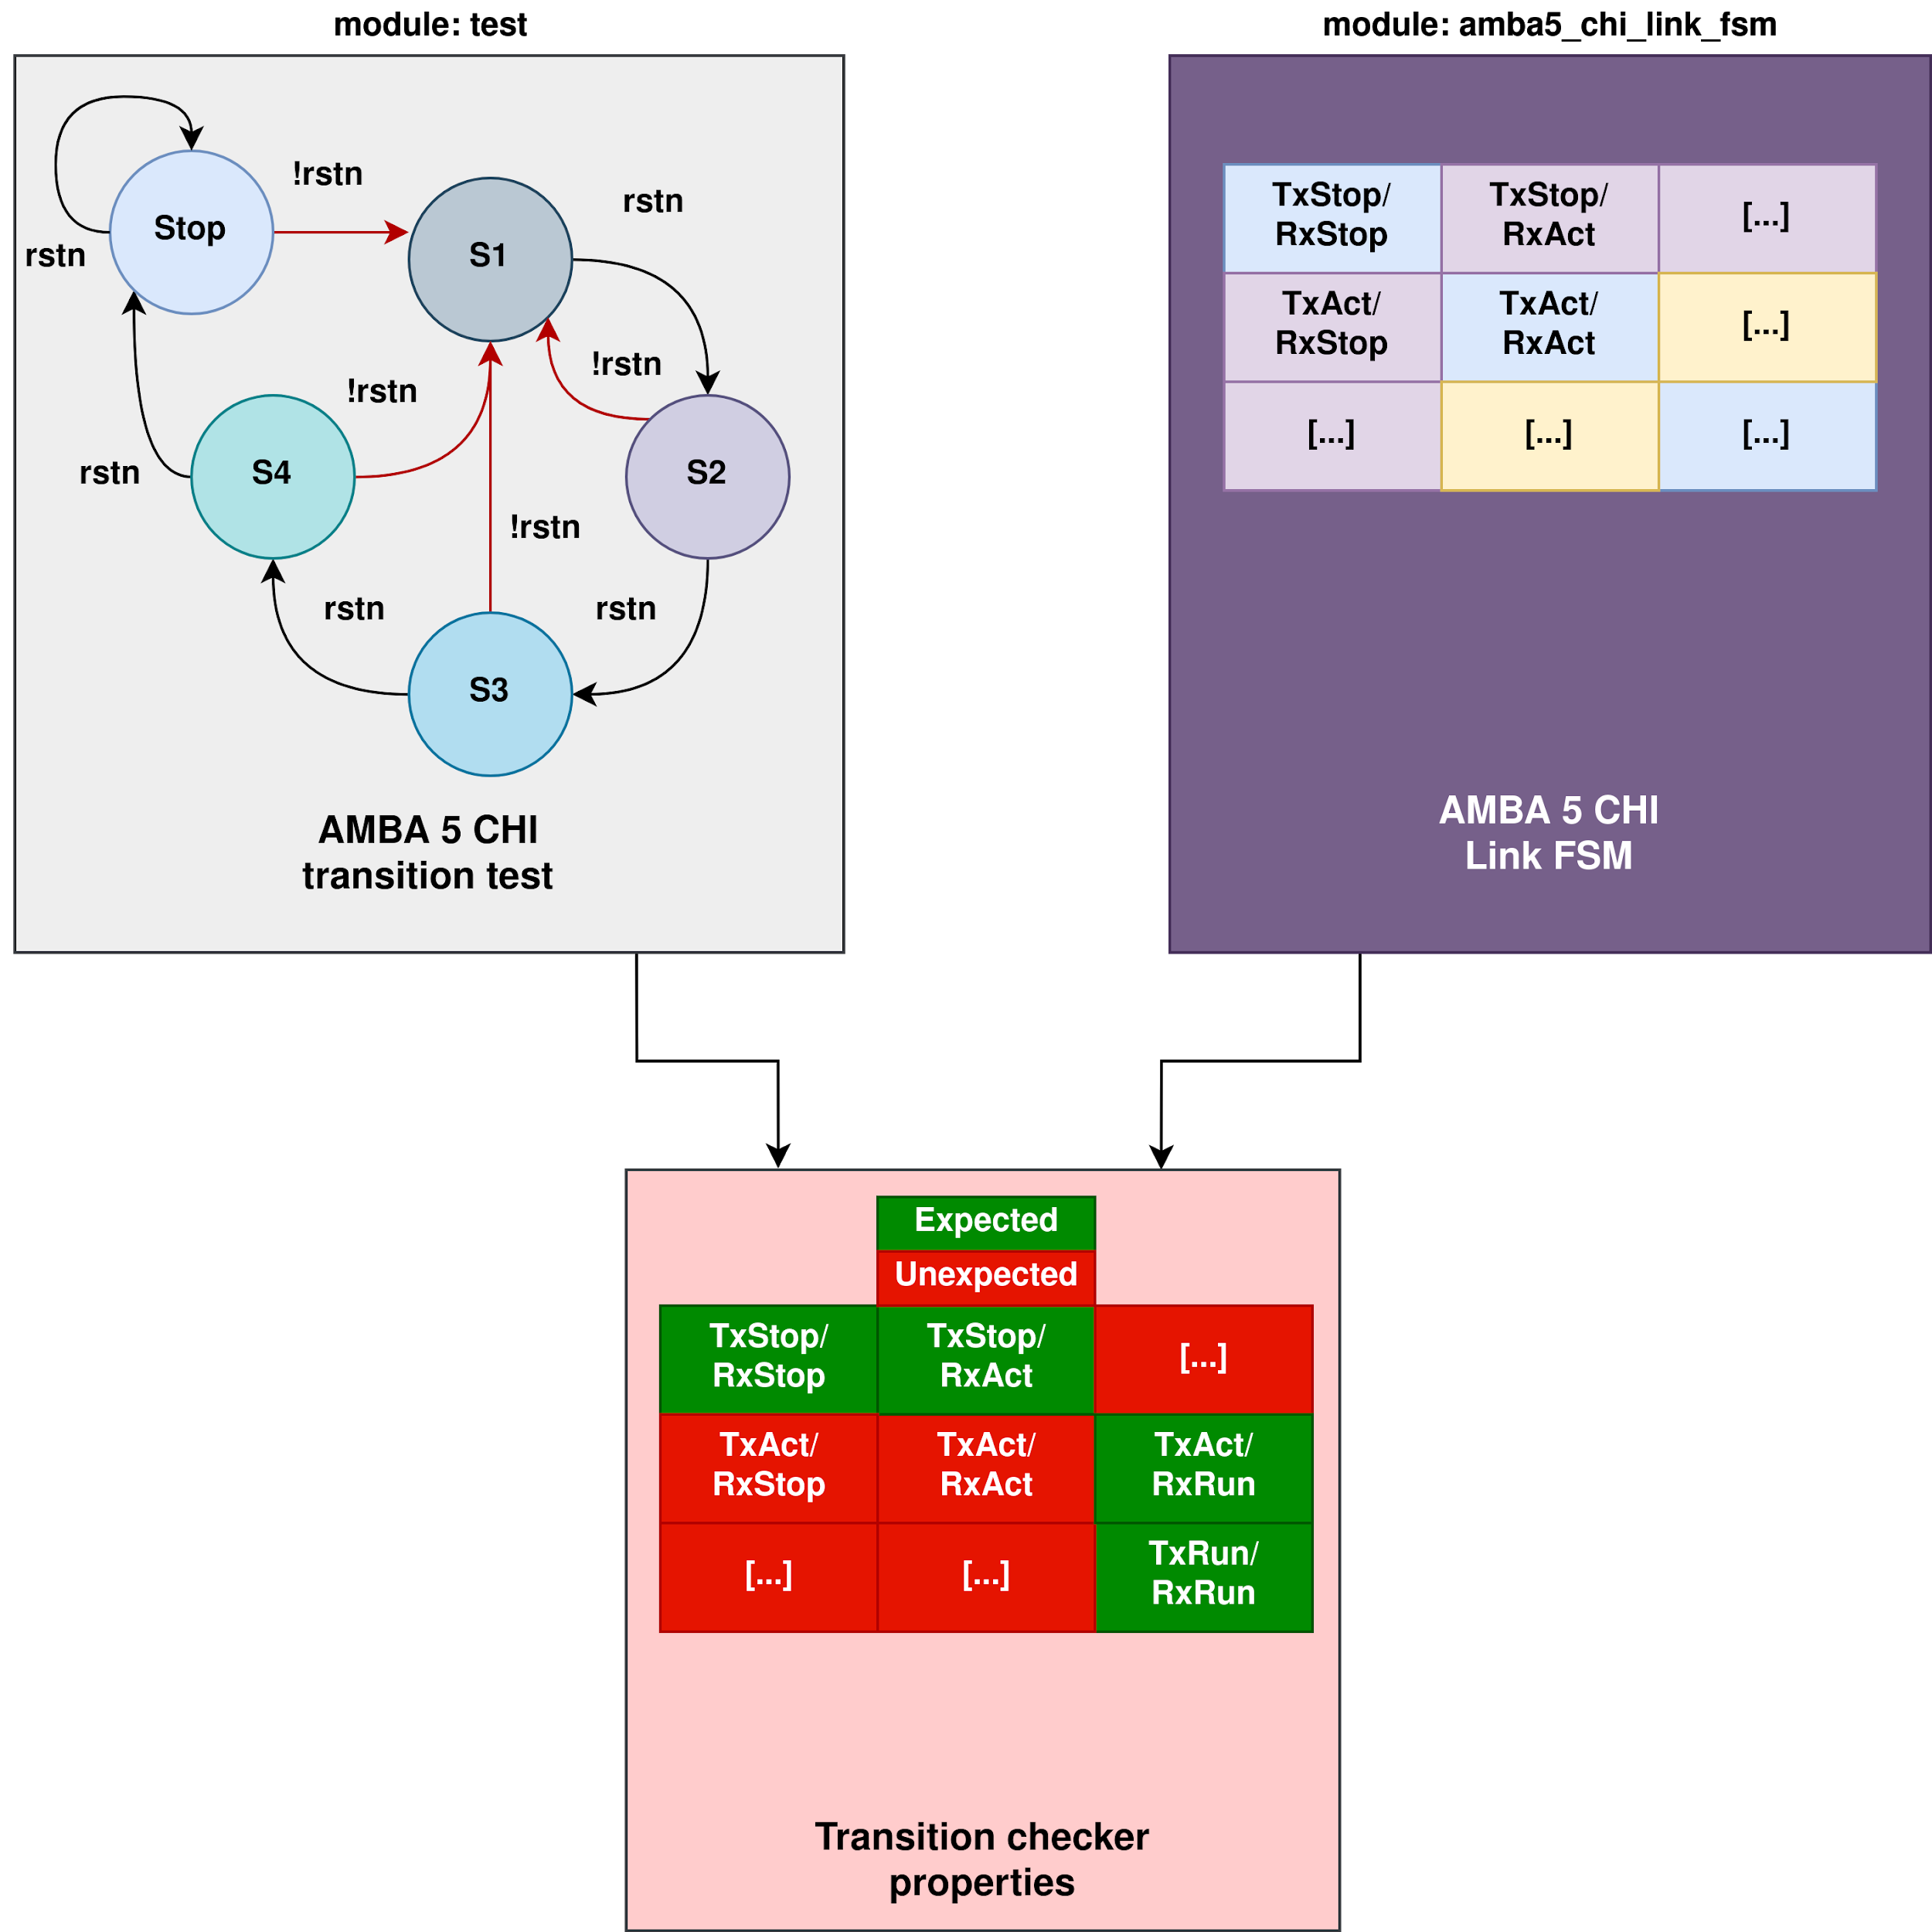 module: test
module: amba5_chi_link_fsm
!rstn
rstn
Stop
S1
rstn
!rstn
!rstn
rstn
S4
S2
!rstn
rstn
rstn
S3
AMBA 5 CHI
transition test
TxStop/
RxStop
TxStop/
RxAct
[...]
TxAct/
RxStop
TxAct/
RxAct
[...]
[...]
[...]
[...]
AMBA 5 CHI
Link FSM
Expected
Unexpected
TxStop/
RxStop
TxStop/
RxAct
[...]
TxAct/
RxStop
TxAct/
RxAct
TxAct/
RxRun
[...]
[...]
TxRun/
RxRun
Transition checker
properties